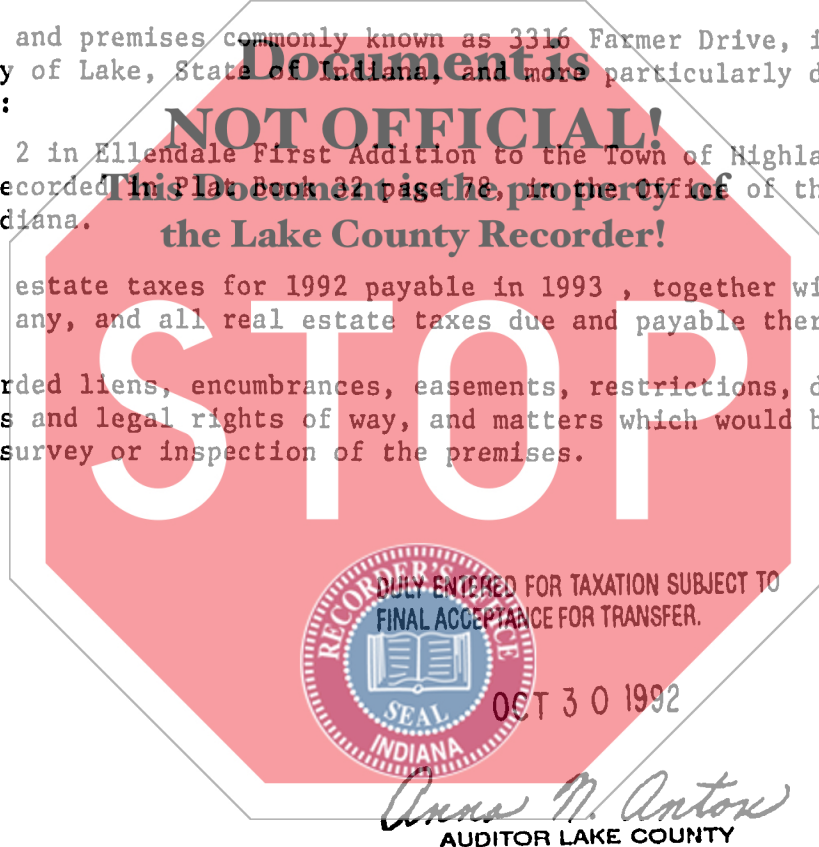 and premises commonly known as 3316 Farmer Drive, i
y of Lake, State of Indiana, and more particularly d
:
Document is
NOT OFFICIAL!
This Document is the property of
the Lake County Recorder!
2 in Ellendale First Addition to the Town of Highla
ecorded in Plat Book 32 page 78, in the Office of th
diana.
estate taxes for 1992 payable in 1993 , together wi
any, and all real estate taxes due and payable ther
STOP
rded liens, encumbrances, easements, restrictions, d
s and legal rights of way, and matters which would b
survey or inspection of the premises.
DULY ENTERED FOR TAXATION SUBJECT TO
FINAL ACCEPTANCE FOR TRANSFER.
RECORDER'S OFFICE
SEAL
INDIANA
OCT 30 1992
Anna N. Anton
AUDITOR LAKE COUNTY